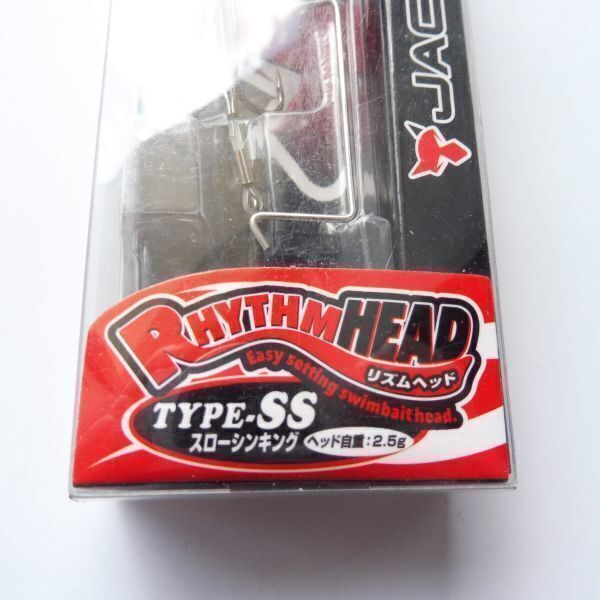 JAC
RHYTHMHEAD
Easy setting swimbait head.
リズムヘッド
TYPE-SS
スローシンキング
ヘッド自重：2.5g